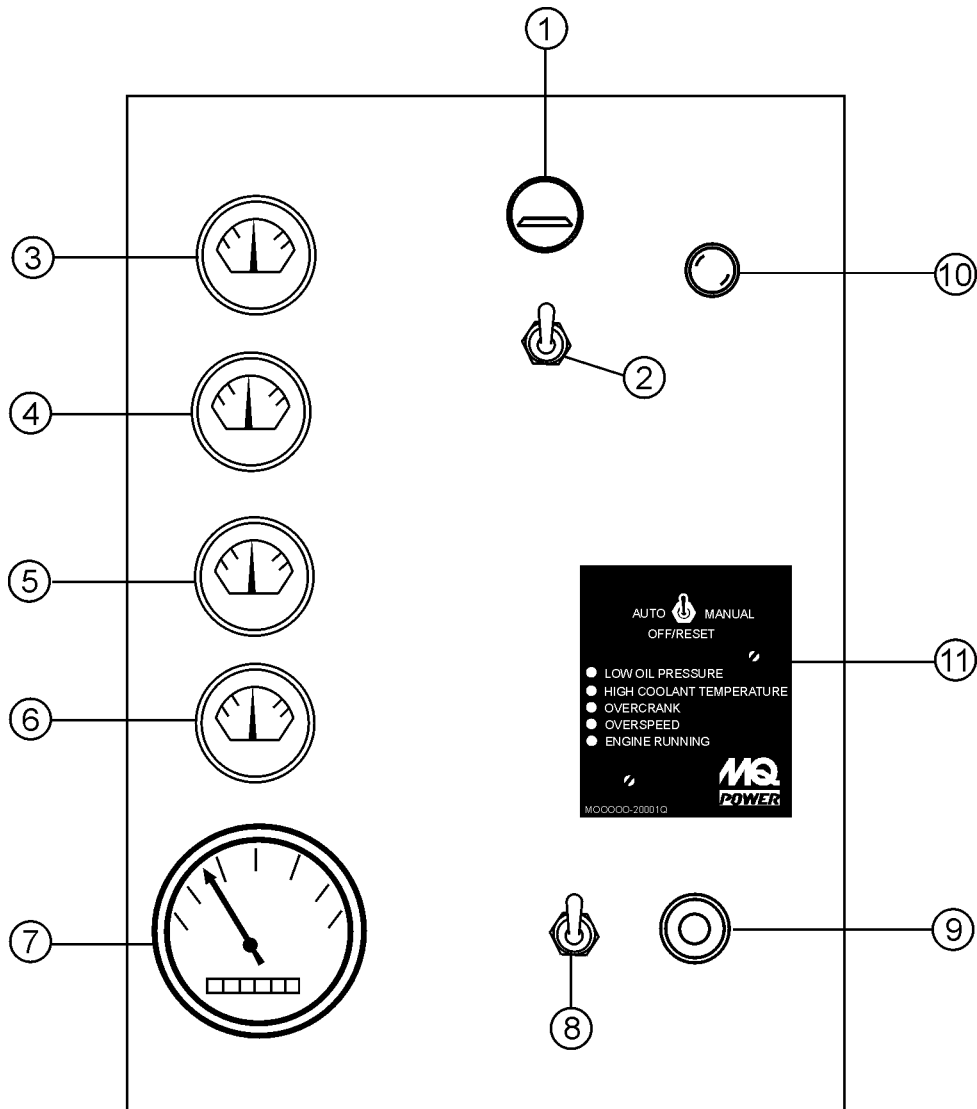 1
3
10
2
4
5
AUTO MANUAL
OFF/RESET
11
LOW OIL PRESSURE
HIGH COOLANT TEMPERATURE
6
OVERCRANK
OVERSPEED
ENGINE RUNNING
MQ
POWER
MOOOOO-20001Q
7
9
8